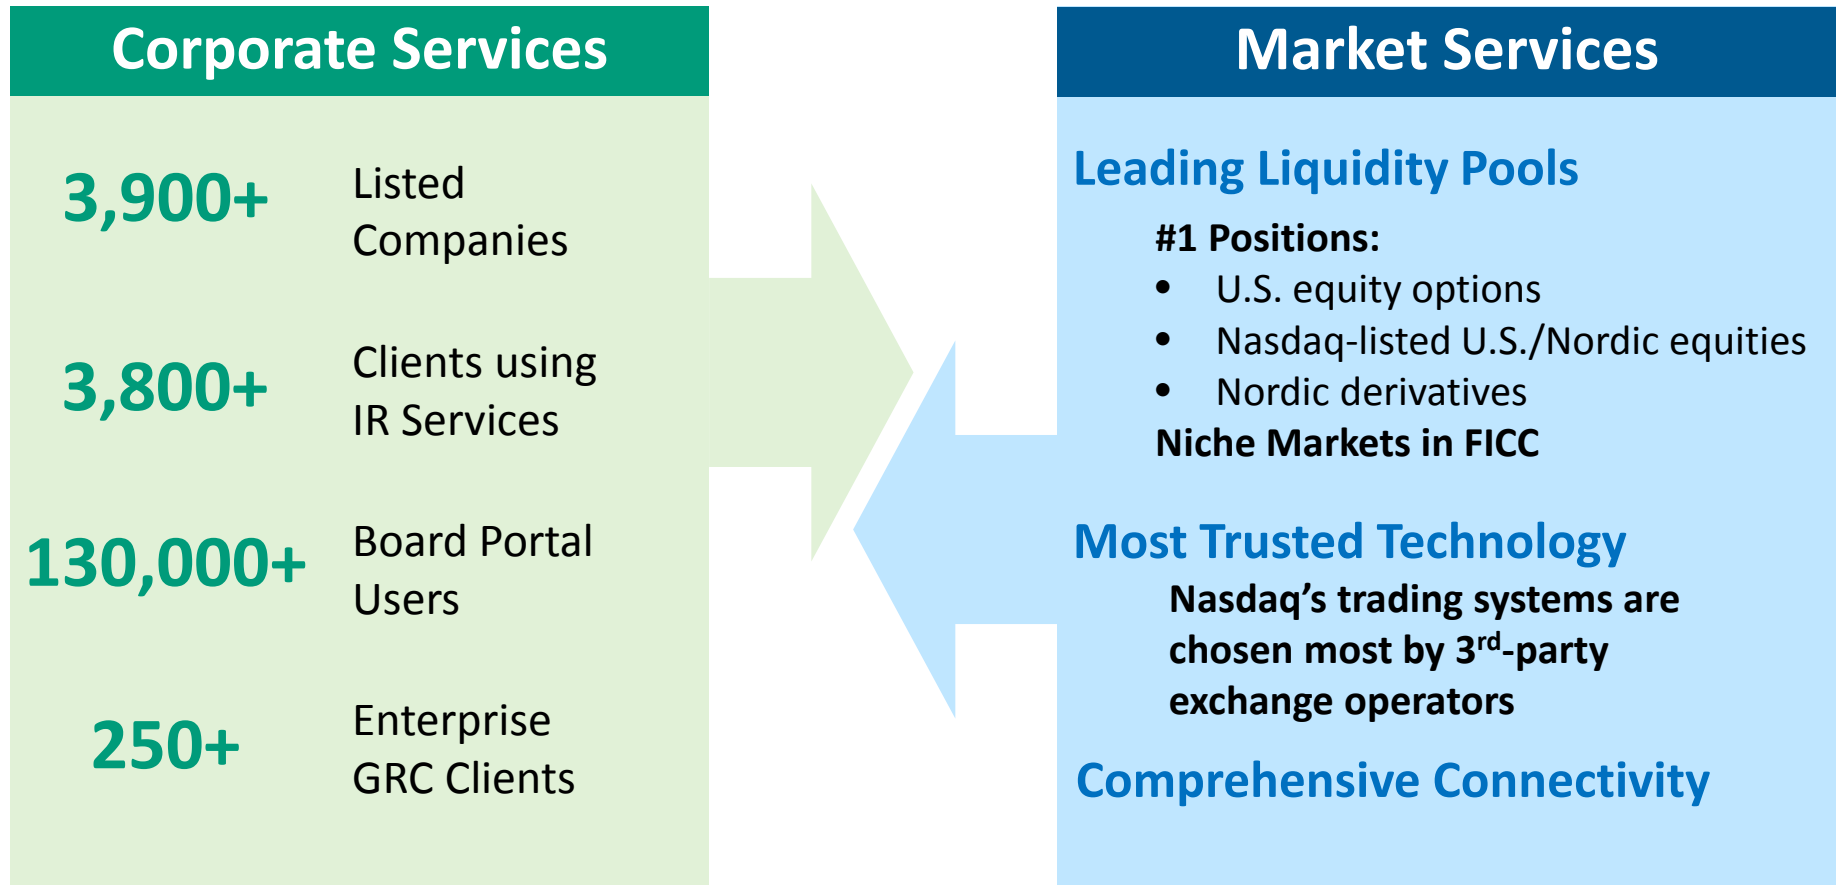 Corporate Services
3,900+
Listed
Companies
3,800+
Clients using
IR Services
130,000+
Board Portal
Users
250+
Enterprise
GRC Clients
Market Services
Leading Liquidity Pools
#1 Positions:
• U.S. equity options
• Nasdaq-listed U.S./Nordic equities
• Nordic derivatives
Niche Markets in FICC
Most Trusted Technology
Nasdaq’s trading systems are
chosen most by 3rd-party
exchange operators
Comprehensive Connectivity